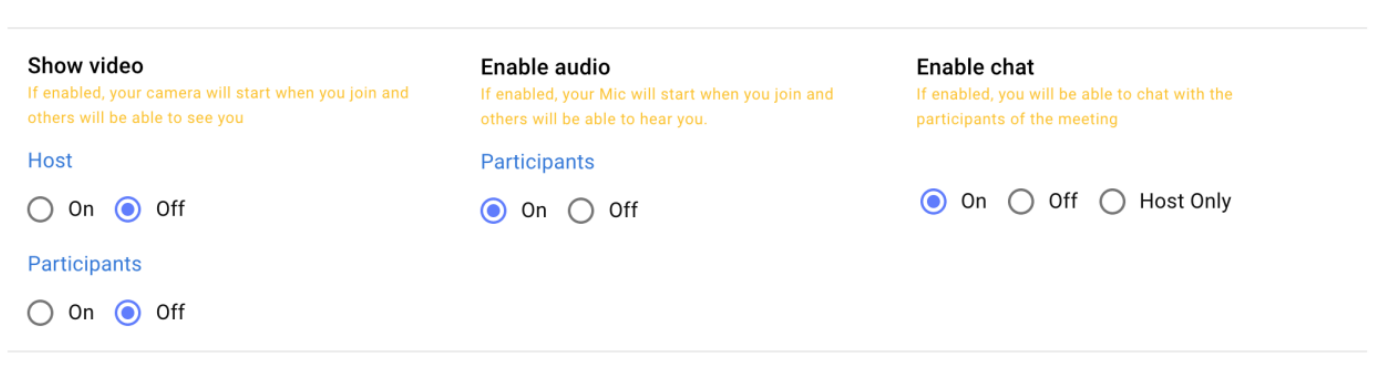 Show video
If enabled, your camera will start when you join and
others will be able to see you
Host
On Off
Participants
On Off
Enable audio
If enabled, your Mic will start when you join and
others will be able to hear you.
Participants
On Off
Enable chat
If enabled, you will be able to chat with the
participants of the meeting
On Off Host Only